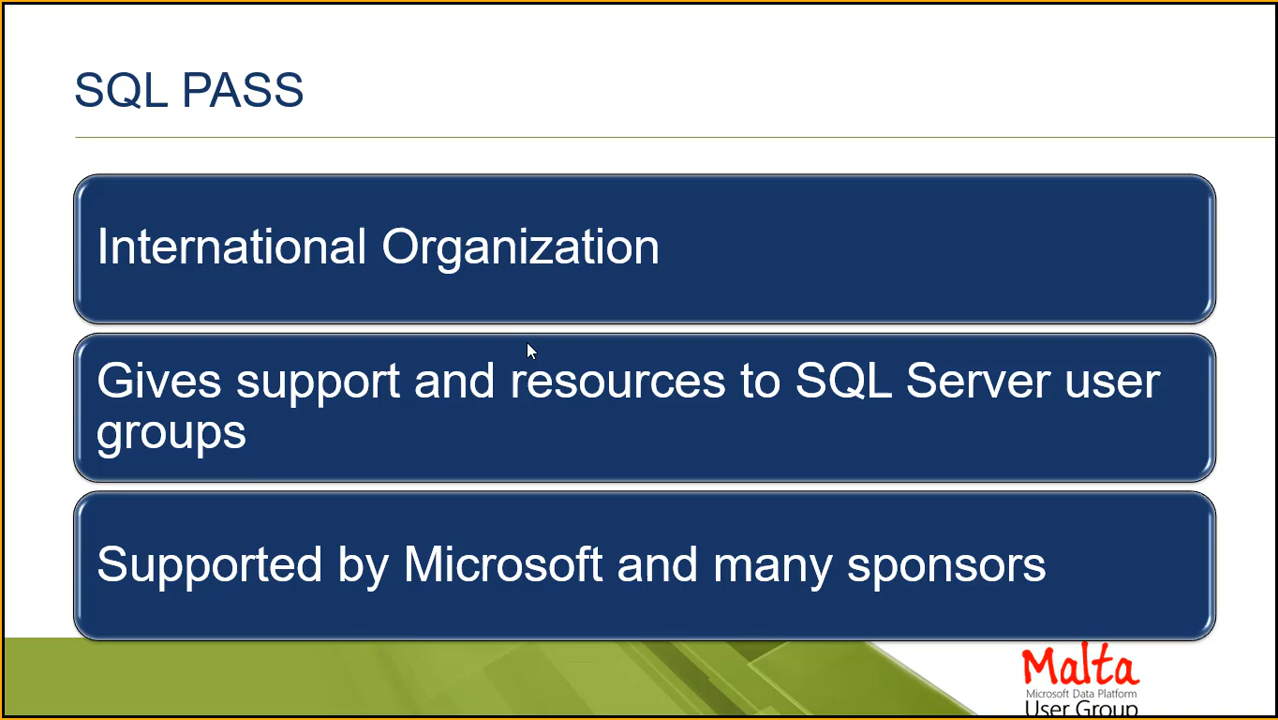 SQL PASS
International Organization
Gives support and resources to SQL Server user
groups
Supported by Microsoft and many sponsors
Malta
Microsoft Data Platform
User Group